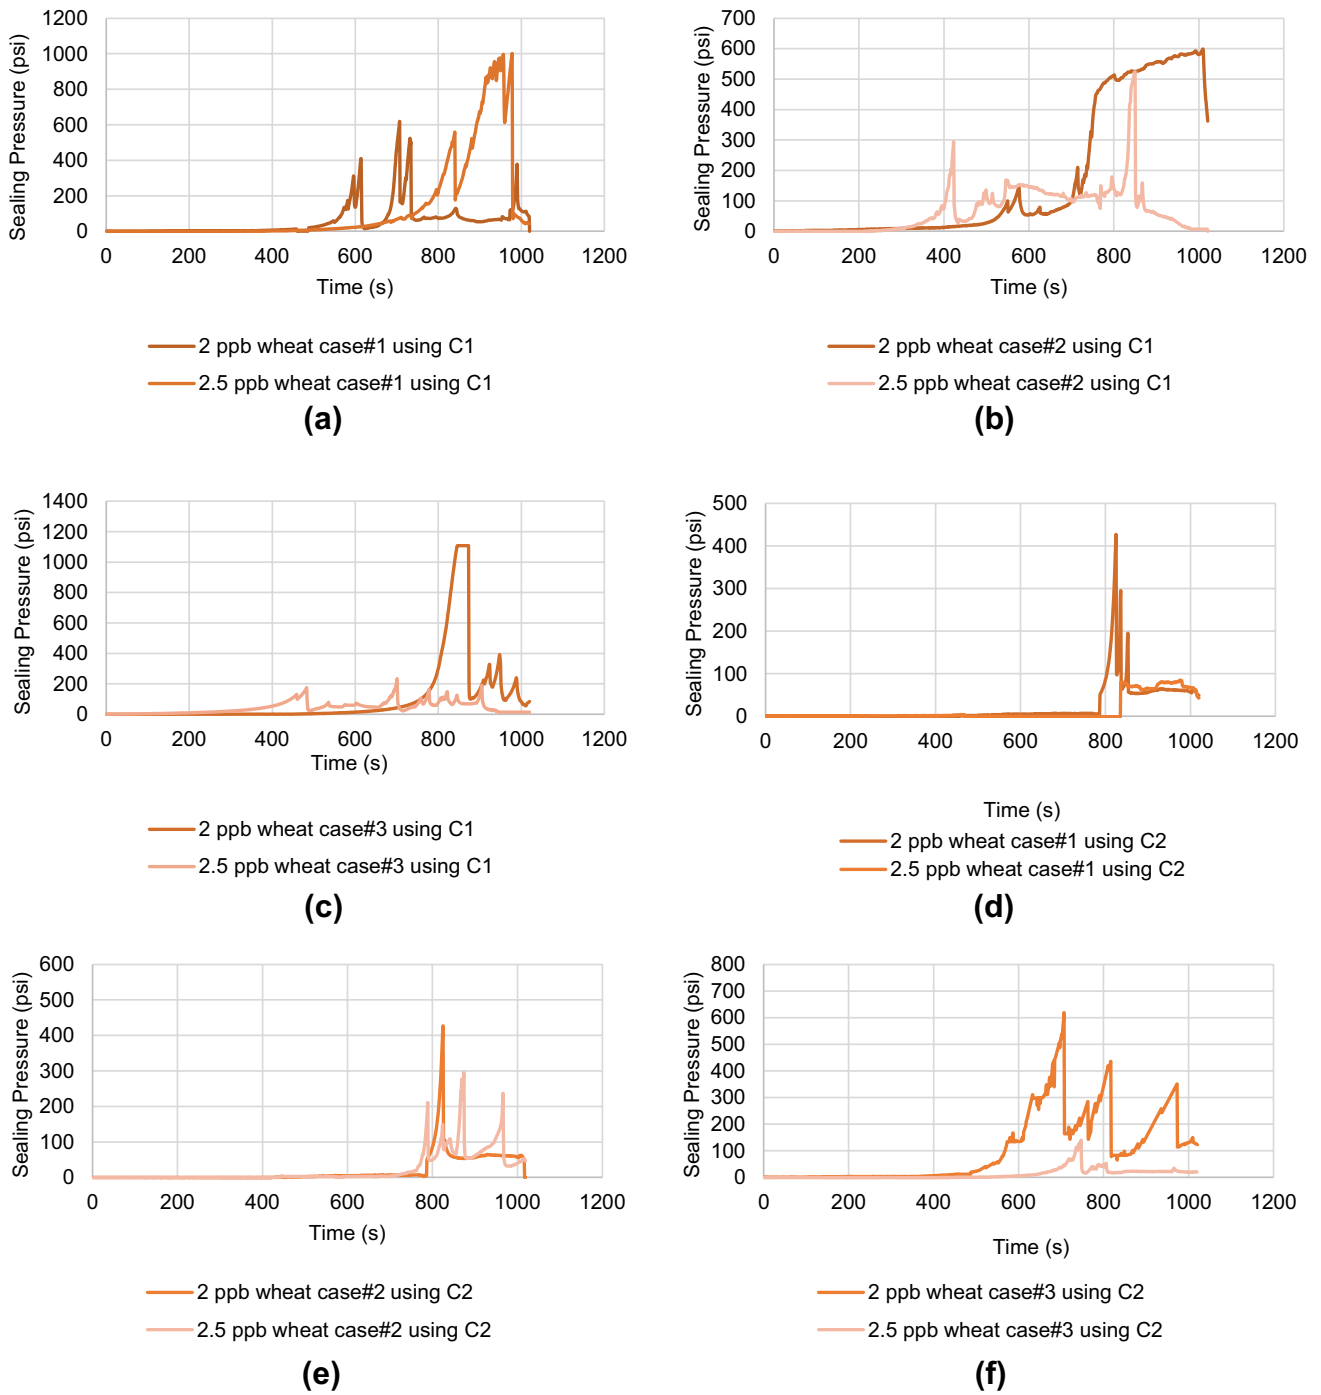 Sealing Pressure (psi)
1200
1000
800
600
400
200
0
0 200 400 600 800 1000 1200
Time (s)
2 ppb wheat case#1 using C1
2.5 ppb wheat case#1 using C1
(a)
Sealing Pressure (psi)
700
600
500
400
300
200
100
0
0 200 400 600 800 1000 1200
Time (s)
2 ppb wheat case#2 using C1
2.5 ppb wheat case#2 using C1
(b)
Sealing Pressure (psi)
1400
1200
1000
800
600
400
200
0
0 200 400 600 800 1000 1200
Time (s)
2 ppb wheat case#3 using C1
2.5 ppb wheat case#3 using C1
(c)
Sealing Pressure (psi)
500
400
300
200
100
0
0 200 400 600 800 1000 1200
Time (s)
2 ppb wheat case#1 using C2
2.5 ppb wheat case#1 using C2
(d)
Sealing Pressure (psi)
600
500
400
300
200
100
0
0 200 400 600 800 1000 1200
Time (s)
2 ppb wheat case#2 using C2
2.5 ppb wheat case#2 using C2
(e)
Sealing Pressure (psi)
800
700
600
500
400
300
200
100
0
0 200 400 600 800 1000 1200
Time (s)
2 ppb wheat case#3 using C2
2.5 ppb wheat case#3 using C2
(f)